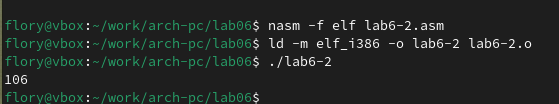 flory@vbox:~/work/arch-pc/lab06$ nasm -f elf lab6-2.asm
flory@vbox:~/work/arch-pc/lab06$ ld -m elf_i386 -o lab6-2 lab6-2.o
flory@vbox:~/work/arch-pc/lab06$ ./lab6-2
106
flory@vbox:~/work/arch-pc/lab06$